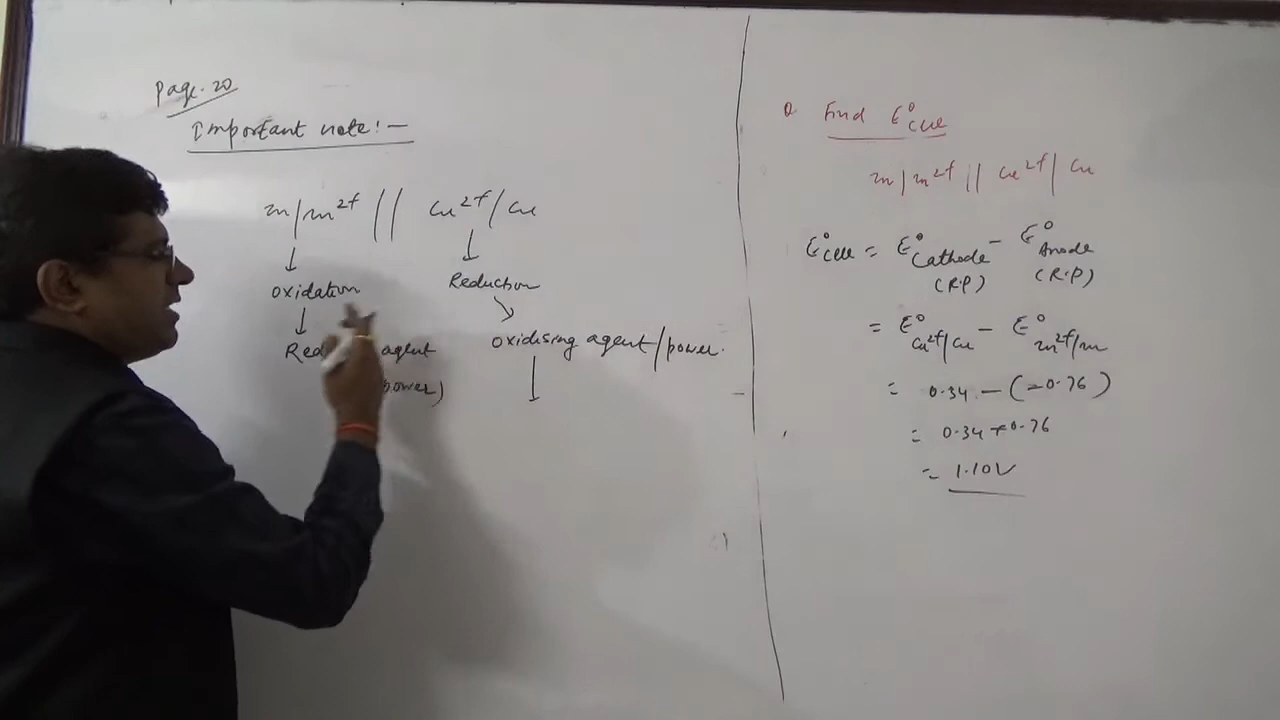 Page-20
Important note:-
Zn/Zn2+ // Cu2+/Cu
↓ ↓
Oxidation Reduction
↓ ↘
agent Oxidising agent/power.
power) ↓
Q Find E°cell
Zn/Zn2+ // Cu2+/Cu
E°cell = E°Cathode - E°Anode
(R.P) (R.P)
= E°Cu2+/Cu - E°Zn2+/Zn
= 0.34 - (-0.76)
= 0.34 + 0.76
= 1.10V